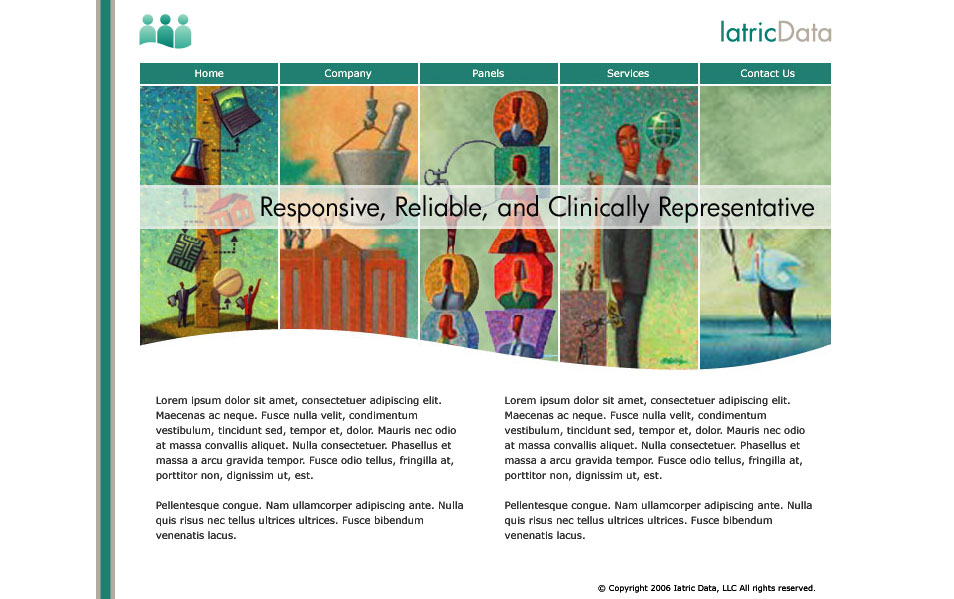 IatricData
Home
Company
Panels
Services
Contact Us
Responsive, Reliable, and Clinically Representative
Lorem ipsum dolor sit amet, consectetuer adipiscing elit.
Maecenas ac neque. Fusce nulla velit, condimentum
vestibulum, tincidunt sed, tempor et, dolor. Mauris nec odio
at massa convallis aliquet. Nulla consectetuer. Phasellus et
massa a arcu gravida tempor. Fusce odio tellus, fringilla at,
porttitor non, dignissim ut, est.
Pellentesque congue. Nam ullamcorper adipiscing ante. Nulla
quis risus nec tellus ultrices ultrices. Fusce bibendum
venenatis lacus.
Lorem ipsum dolor sit amet, consectetuer adipiscing elit.
Maecenas ac neque. Fusce nulla velit, condimentum
vestibulum, tincidunt sed, tempor et, dolor. Mauris nec odio
at massa convallis aliquet. Nulla consectetuer. Phasellus et
massa a arcu gravida tempor. Fusce odio tellus, fringilla at,
porttitor non, dignissim ut, est.
Pellentesque congue. Nam ullamcorper adipiscing ante. Nulla
quis risus nec tellus ultrices ultrices. Fusce bibendum
venenatis lacus.
© Copyright 2006 Iatric Data, LLC All rights reserved.